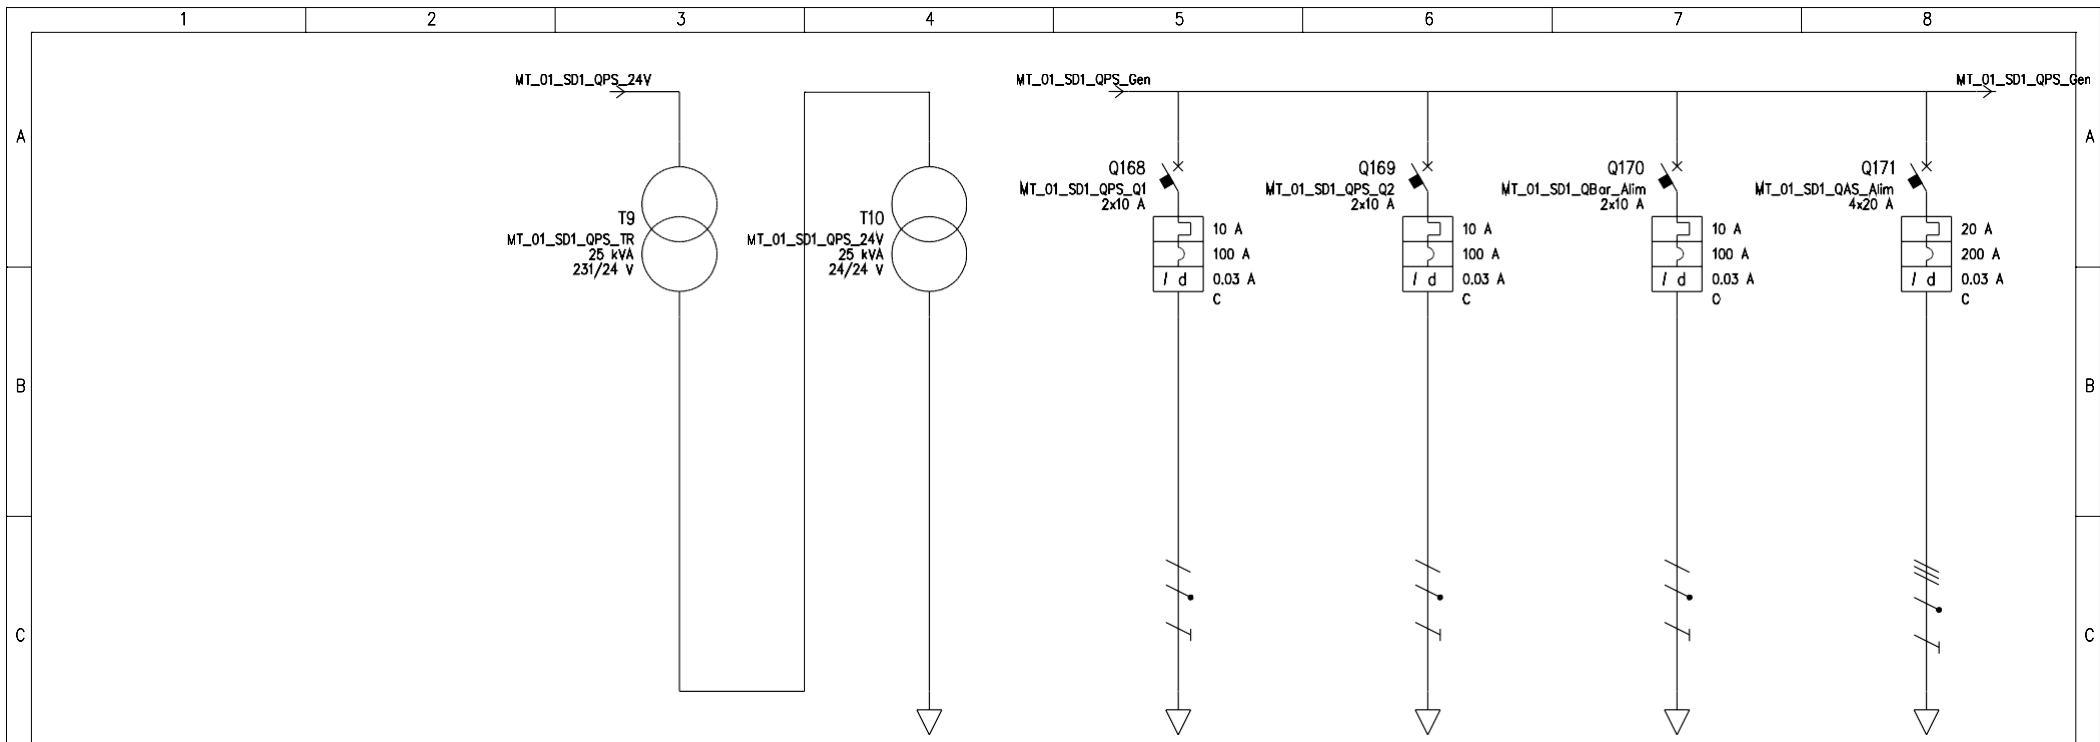 1 2 3 4 5 6 7 8
MT_01_SD1_QPS_24V
MT_01_SD1_QPS_Gen
MT_01_SD1_QPS_Gen
A
A
Q168
MT_01_SD1_QPS_Q1
2x10 A
10 A
100 A
I d
0.03 A
C
Q169
MT_01_SD1_QPS_Q2
2x10 A
10 A
100 A
I d
0.03 A
C
Q170
MT_01_SD1_QBar_Alim
2x10 A
10 A
100 A
I d
0.03 A
C
Q171
MT_01_SD1_QAS_Alim
4x20 A
20 A
200 A
I d
0.03 A
C
T9
MT_01_SD1_QPS_TR
25 kVA
231/24 V
T10
MT_01_SD1_QPS_24V
25 kVA
24/24 V
B
B
C
C